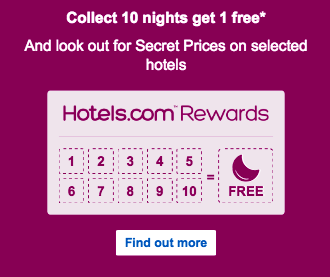 Collect 10 nights get 1 free*
And look out for Secret Prices on selected
hotels
Hotels.com™ Rewards
1 2 3 4 5
6 7 8 9 10 = FREE
Find out more